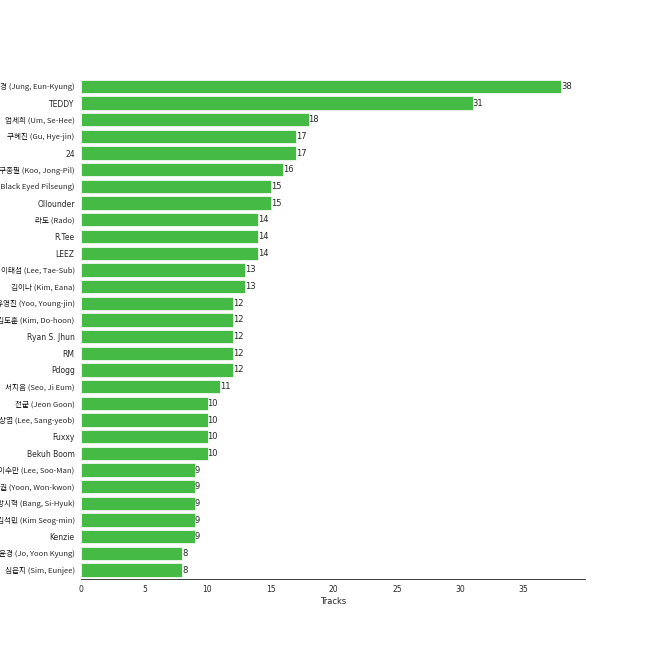 경 (Jung, Eun-Kyung) 38
TEDDY 31
엄세희 (Um, Se-Hee) 18
구혜진 (Gu, Hye-jin) 17
24 17
구종필 (Koo, Jong-Pil) 16
Black Eyed Pilseung) 15
Ollounder 15
라도 (Rado) 14
R.Tee 14
LEEZ 14
이태섭 (Lee, Tae-Sub) 13
김이나 (Kim, Eana) 13
유영진 (Yoo, Young-jin) 12
김도훈 (Kim, Do-hoon) 12
Ryan S. Jhun 12
RM 12
Pdogg 12
서지음 (Seo, Ji Eum) 11
전군 (Jeon Goon) 10
상엽 (Lee, Sang-yeob) 10
Fuxxy 10
Bekuh Boom 10
이수만 (Lee, Soo-Man) 9
(Yoon, Won-kwon) 9
방시혁 (Bang, Si-Hyuk) 9
김석민 (Kim Seog-min) 9
Kenzie 9
윤경 (Jo, Yoon Kyung) 8
심은지 (Sim, Eunjee) 8
0 5 10 15 20 25 30 35
Tracks